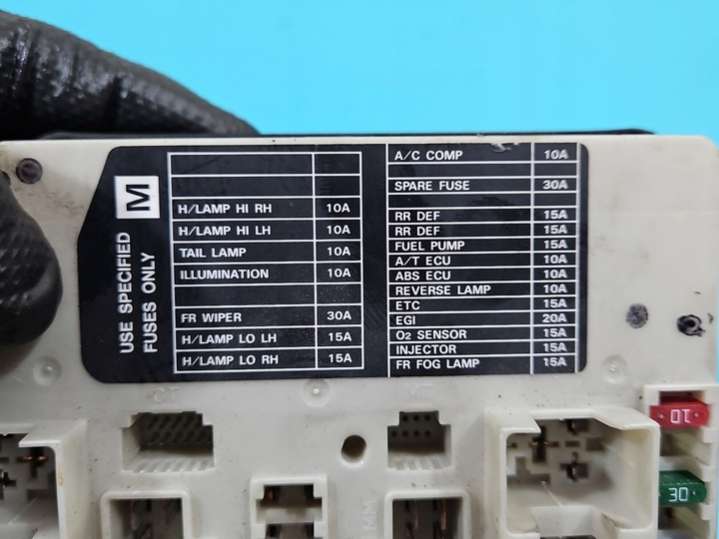 USE SPECIFIED
FUSES ONLY
M
H/LAMP HI RH 10A
H/LAMP HI LH 10A
TAIL LAMP 10A
ILLUMINATION 10A
FR WIPER 30A
H/LAMP LO LH 15A
H/LAMP LO RH 15A
A/C COMP 10A
SPARE FUSE 30A
RR DEF 15A
RR DEF 15A
FUEL PUMP 15A
A/T ECU 10A
ABS ECU 10A
REVERSE LAMP 10A
ETC 15A
EGI 20A
O2 SENSOR 15A
INJECTOR 15A
FR FOG LAMP 15A
10
30